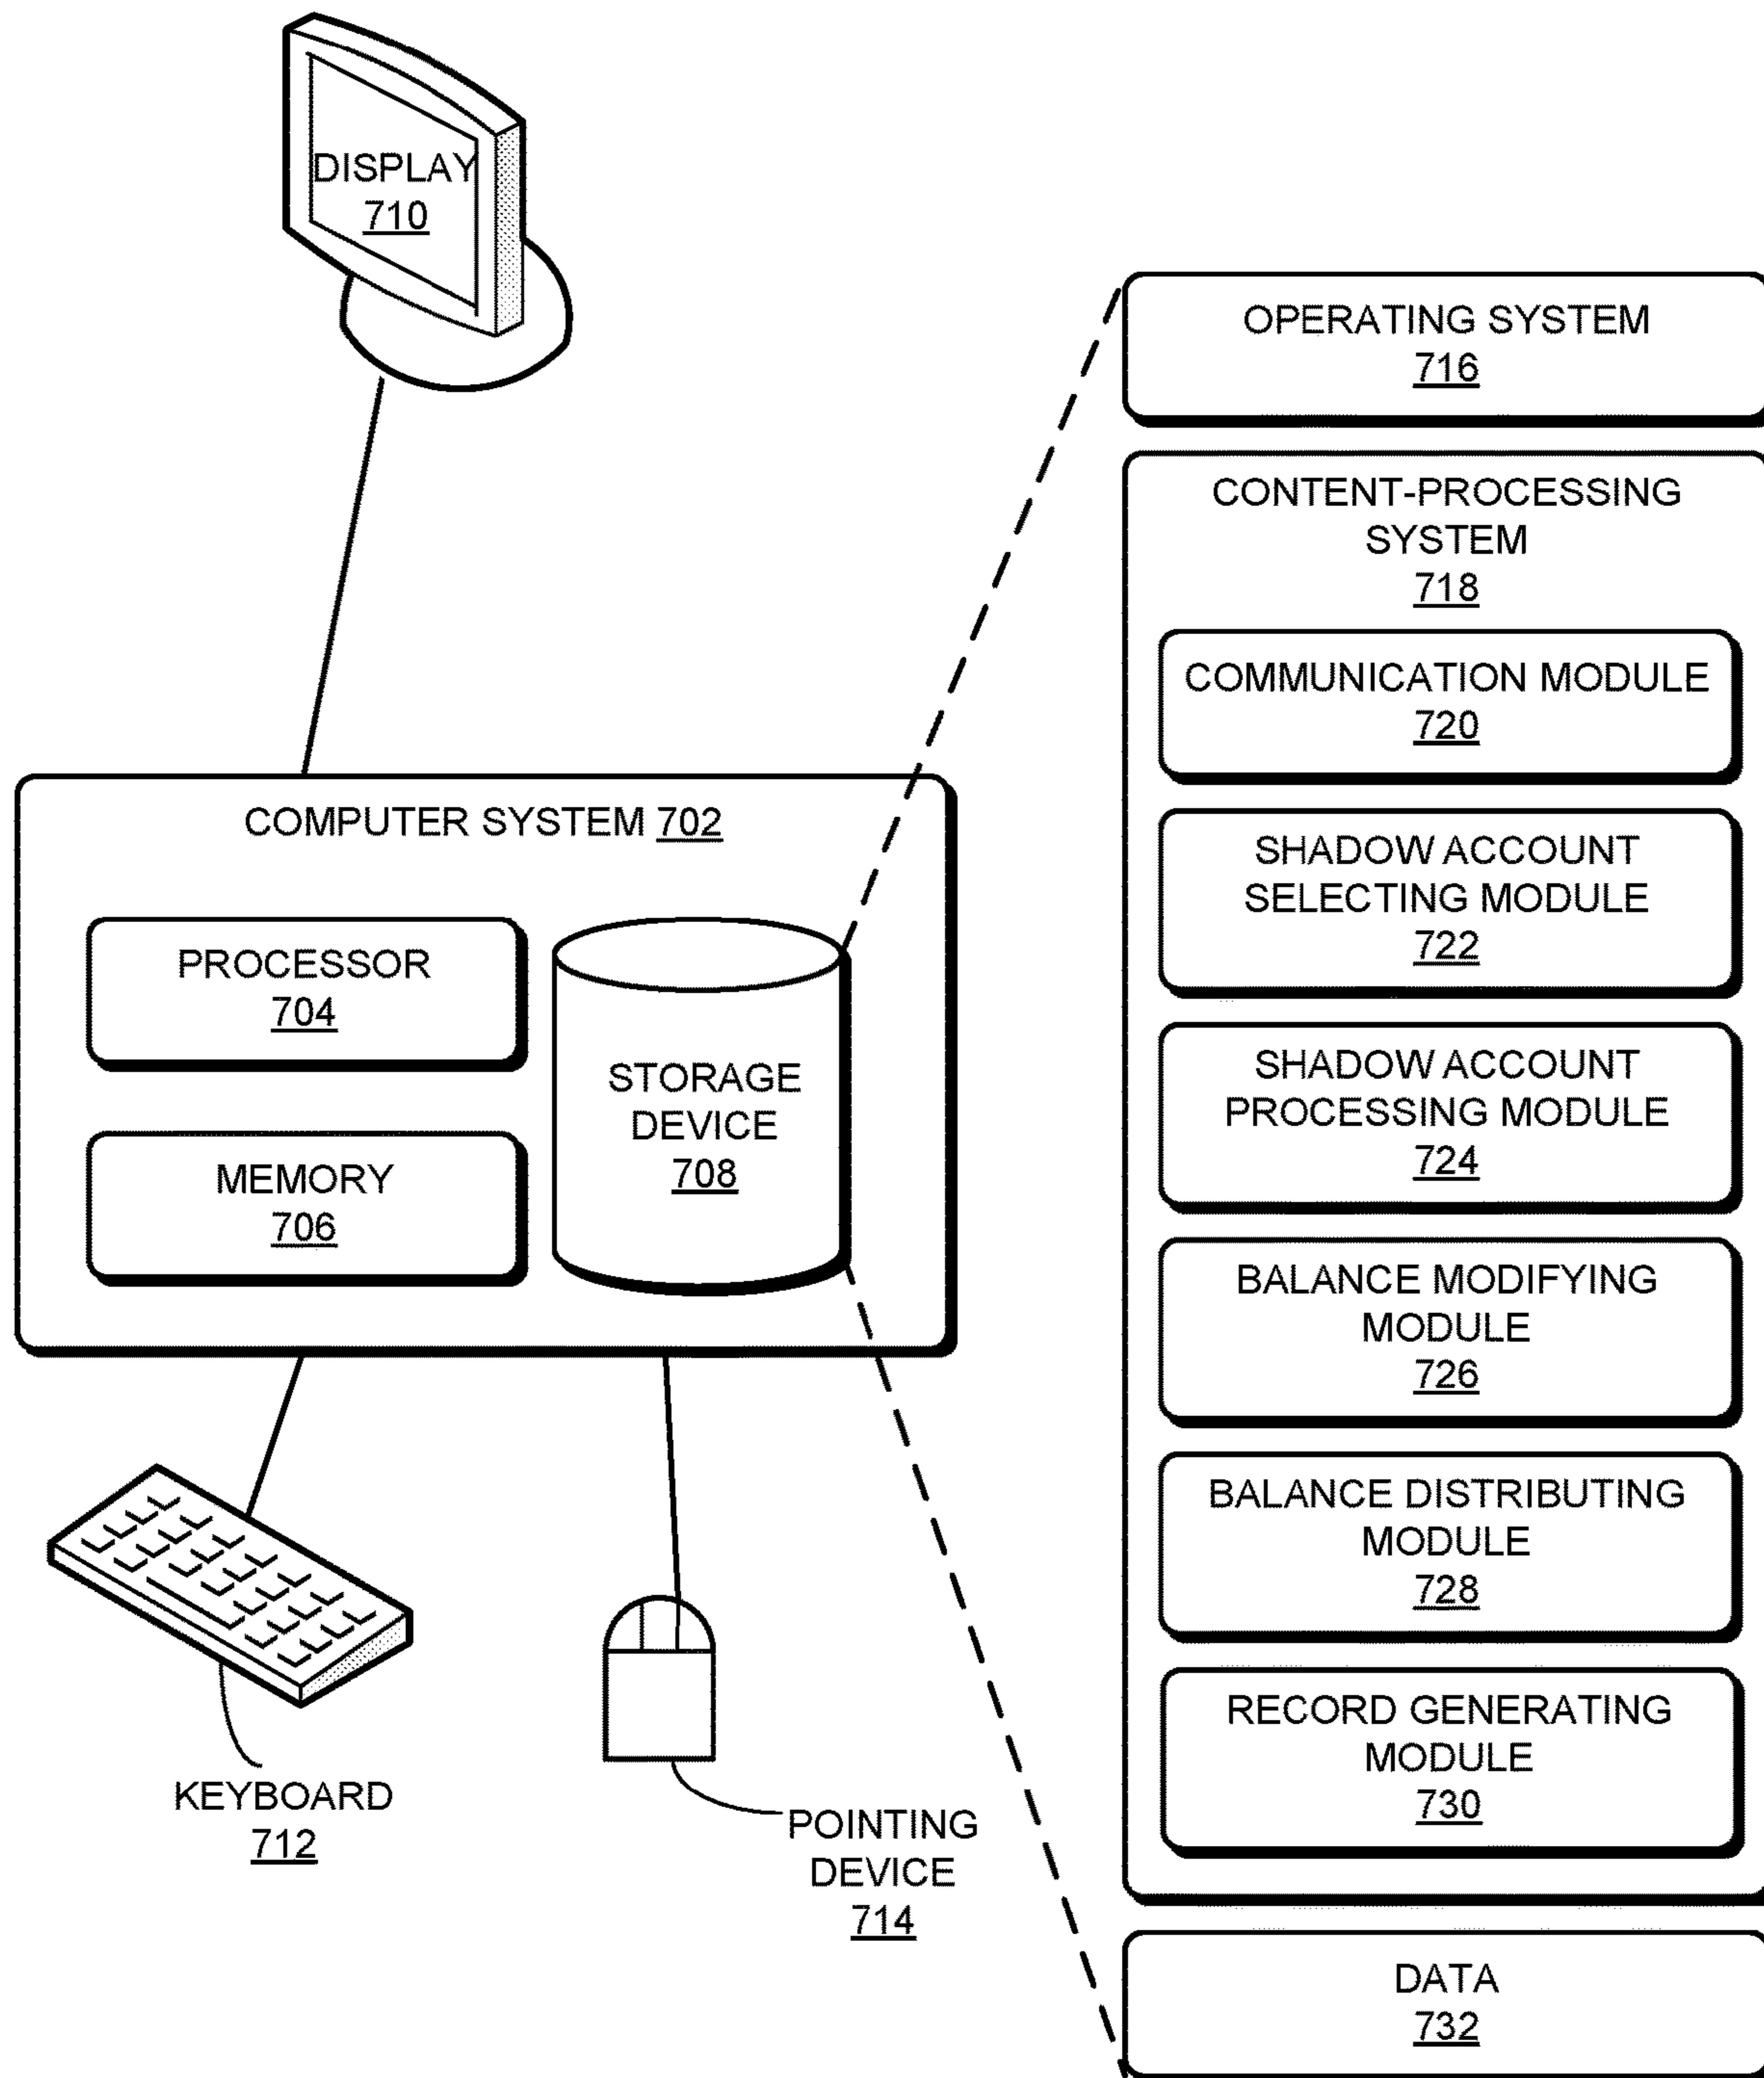 DISPLAY
710
COMPUTER SYSTEM 702
PROCESSOR
704
MEMORY
706
STORAGE
DEVICE
708
KEYBOARD
712
POINTING
DEVICE
714
OPERATING SYSTEM
716
CONTENT-PROCESSING
SYSTEM
718
COMMUNICATION MODULE
720
SHADOW ACCOUNT
SELECTING MODULE
722
SHADOW ACCOUNT
PROCESSING MODULE
724
BALANCE MODIFYING
MODULE
726
BALANCE DISTRIBUTING
MODULE
728
RECORD GENERATING
MODULE
730
DATA
732